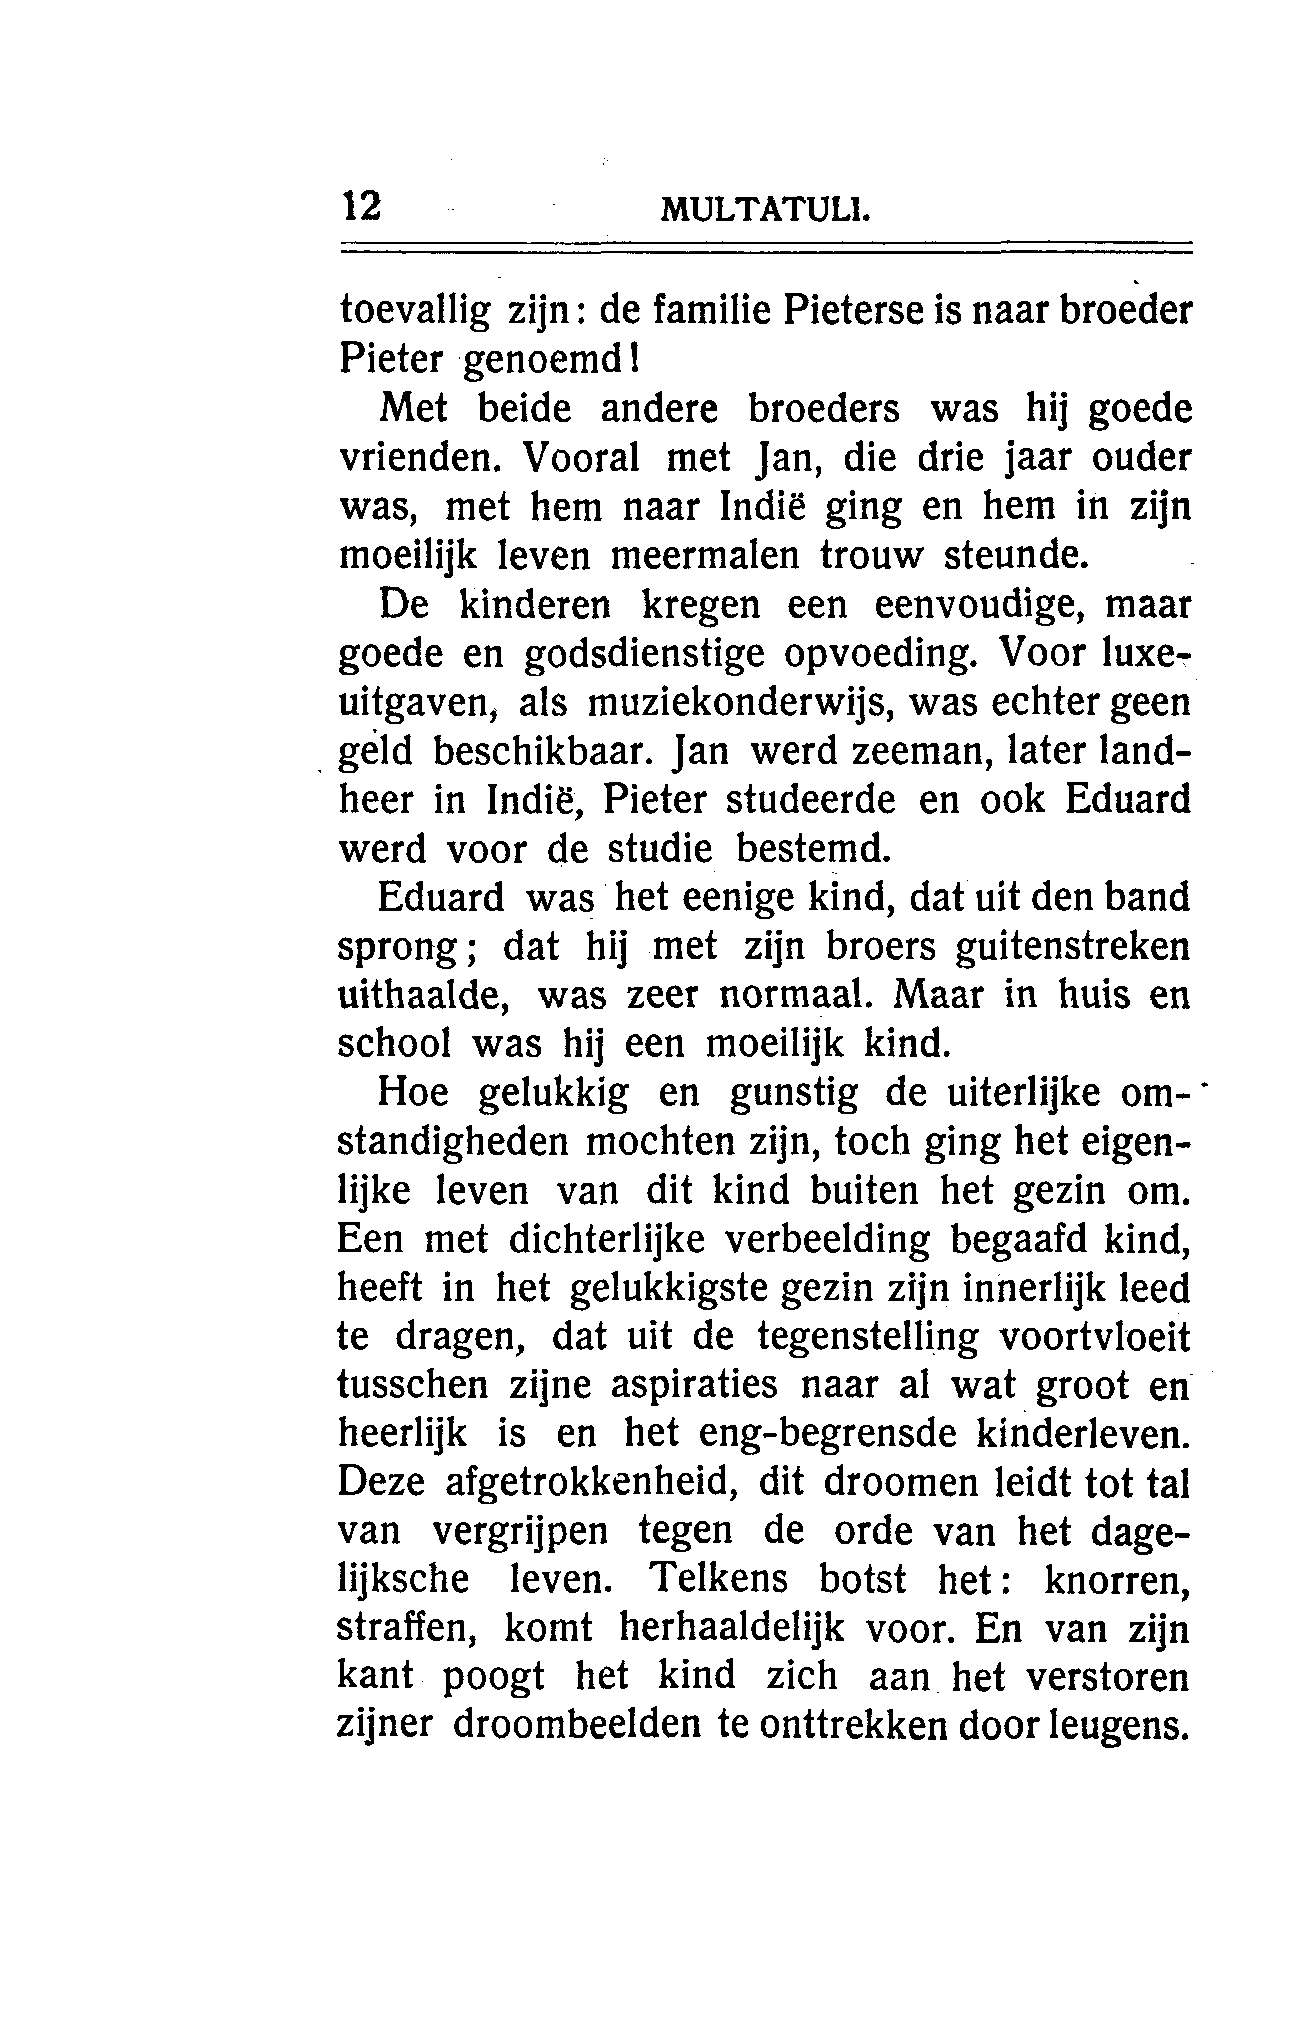 12 MULTATULI.
toevallig zijn: de familie Pieterse is naar broeder
Pieter genoemd!
Met beide andere broeders was hij goede
vrienden. Vooral met Jan, die drie jaar ouder
was, met hem naar Indië ging en hem in zijn
moeilijk leven meermalen trouw steunde.
De kinderen kregen een eenvoudige, maar
goede en godsdienstige opvoeding. Voor luxe-
uitgaven, als muziekonderwijs, was echter geen
geld beschikbaar. Jan werd zeeman, later land-
heer in Indië, Pieter studeerde en ook Eduard
werd voor de studie bestemd.
Eduard was het eenige kind, dat uit den band
sprong; dat hij met zijn broers guitenstreken
uithaalde, was zeer normaal. Maar in huis en
school was hij een moeilijk kind.
Hoe gelukkig en gunstig de uiterlijke om-
standigheden mochten zijn, toch ging het eigen-
lijke leven van dit kind buiten het gezin om.
Een met dichterlijke verbeelding begaafd kind,
heeft in het gelukkigste gezin zijn innerlijk leed
te dragen, dat uit de tegenstelling voortvloeit
tusschen zijne aspiraties naar al wat groot en
heerlijk is en het eng-begrensde kinderleven.
Deze afgetrokkenheid, dit droomen leidt tot tal
van vergrijpen tegen de orde van het dage-
lijksche leven. Telkens botst het: knorren,
straffen, komt herhaaldelijk voor. En van zijn
kant poogt het kind zich aan het verstoren
zijner droombeelden te onttrekken door leugens.